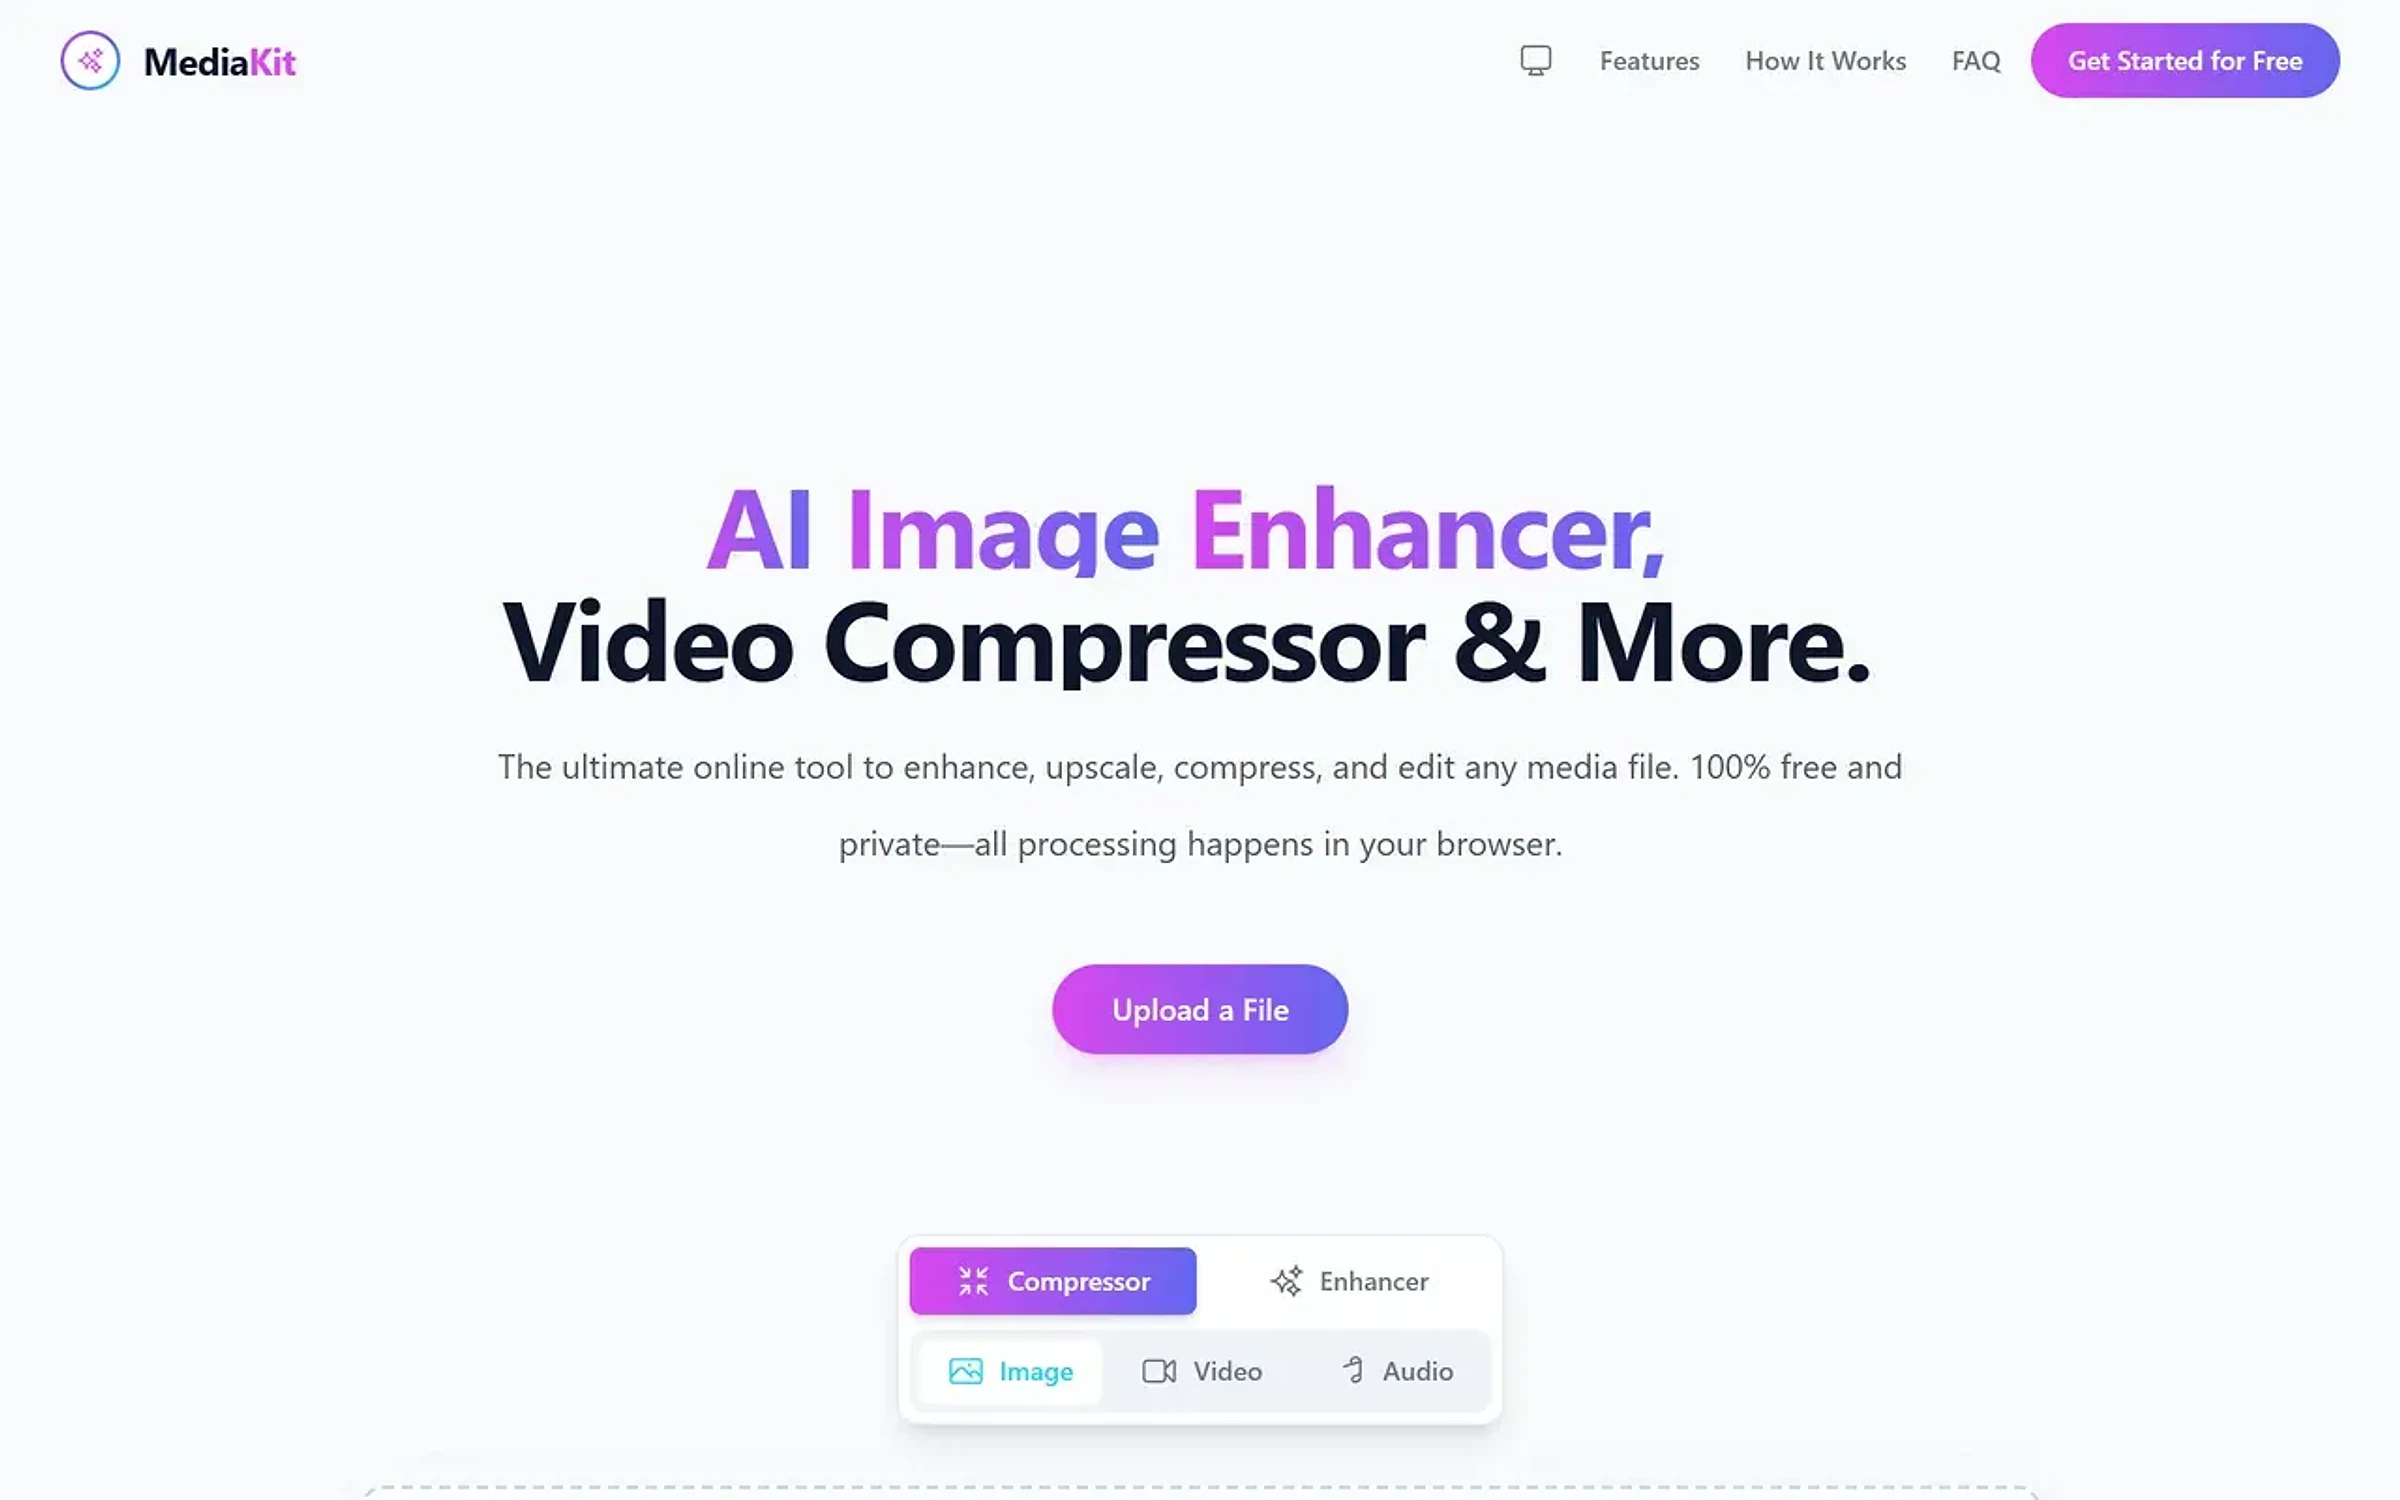 MediaKit
Features
How It Works
FAQ
Get Started for Free
AI Image Enhancer,
Video Compressor & More.
The ultimate online tool to enhance, upscale, compress, and edit any media file. 100% free and
private—all processing happens in your browser.
Upload a File
Compressor
Enhancer
Image
Video
Audio